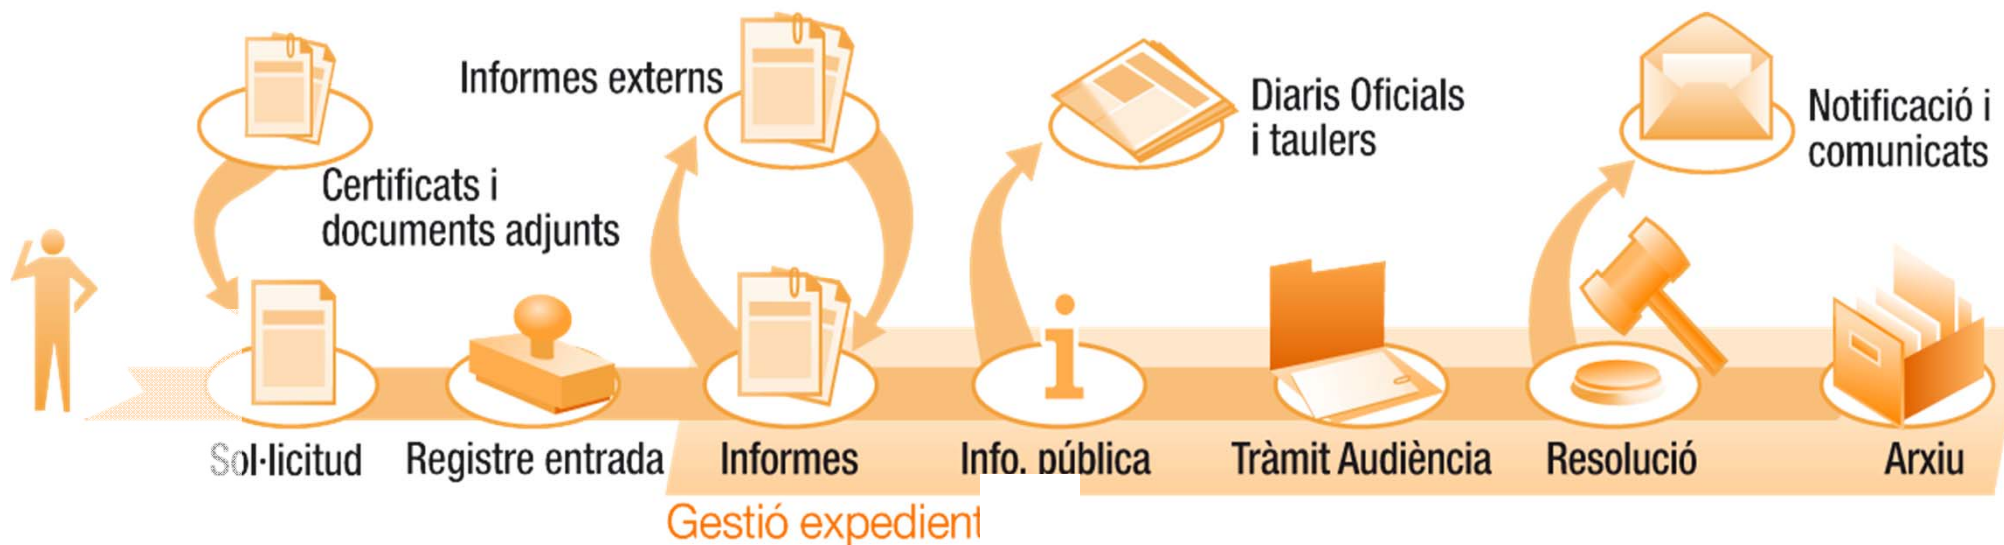 Informes externs
Diaris Oficials
i taulers
Notificació i
comunicats
Certificats i
documents adjunts
Sol·licitud
Registre entrada
Informes
Info. pública
Tràmit Audiència
Resolució
Arxiu
Gestió expedient